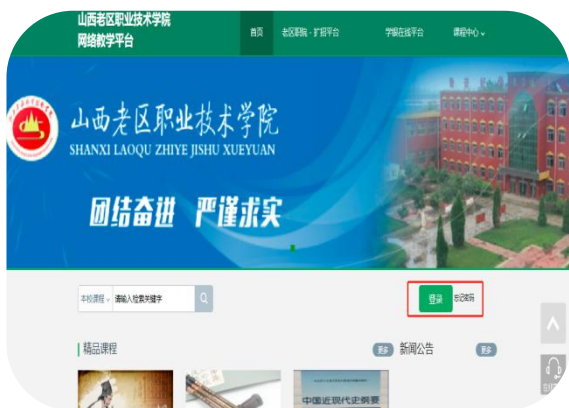 山西老区职业技术学院
网络教学平台
首页 老区职院-扩招平台 学银在线平台 课程中心
山西老区职业技术学院
SHANXI LAOQU ZHIYE JISHU XUEYUAN
团结奋进 严谨求实
本校课程 请输入检索关键字
登录 忘记密码
精品课程 更多 新闻公告 更多
中国近现代史纲要